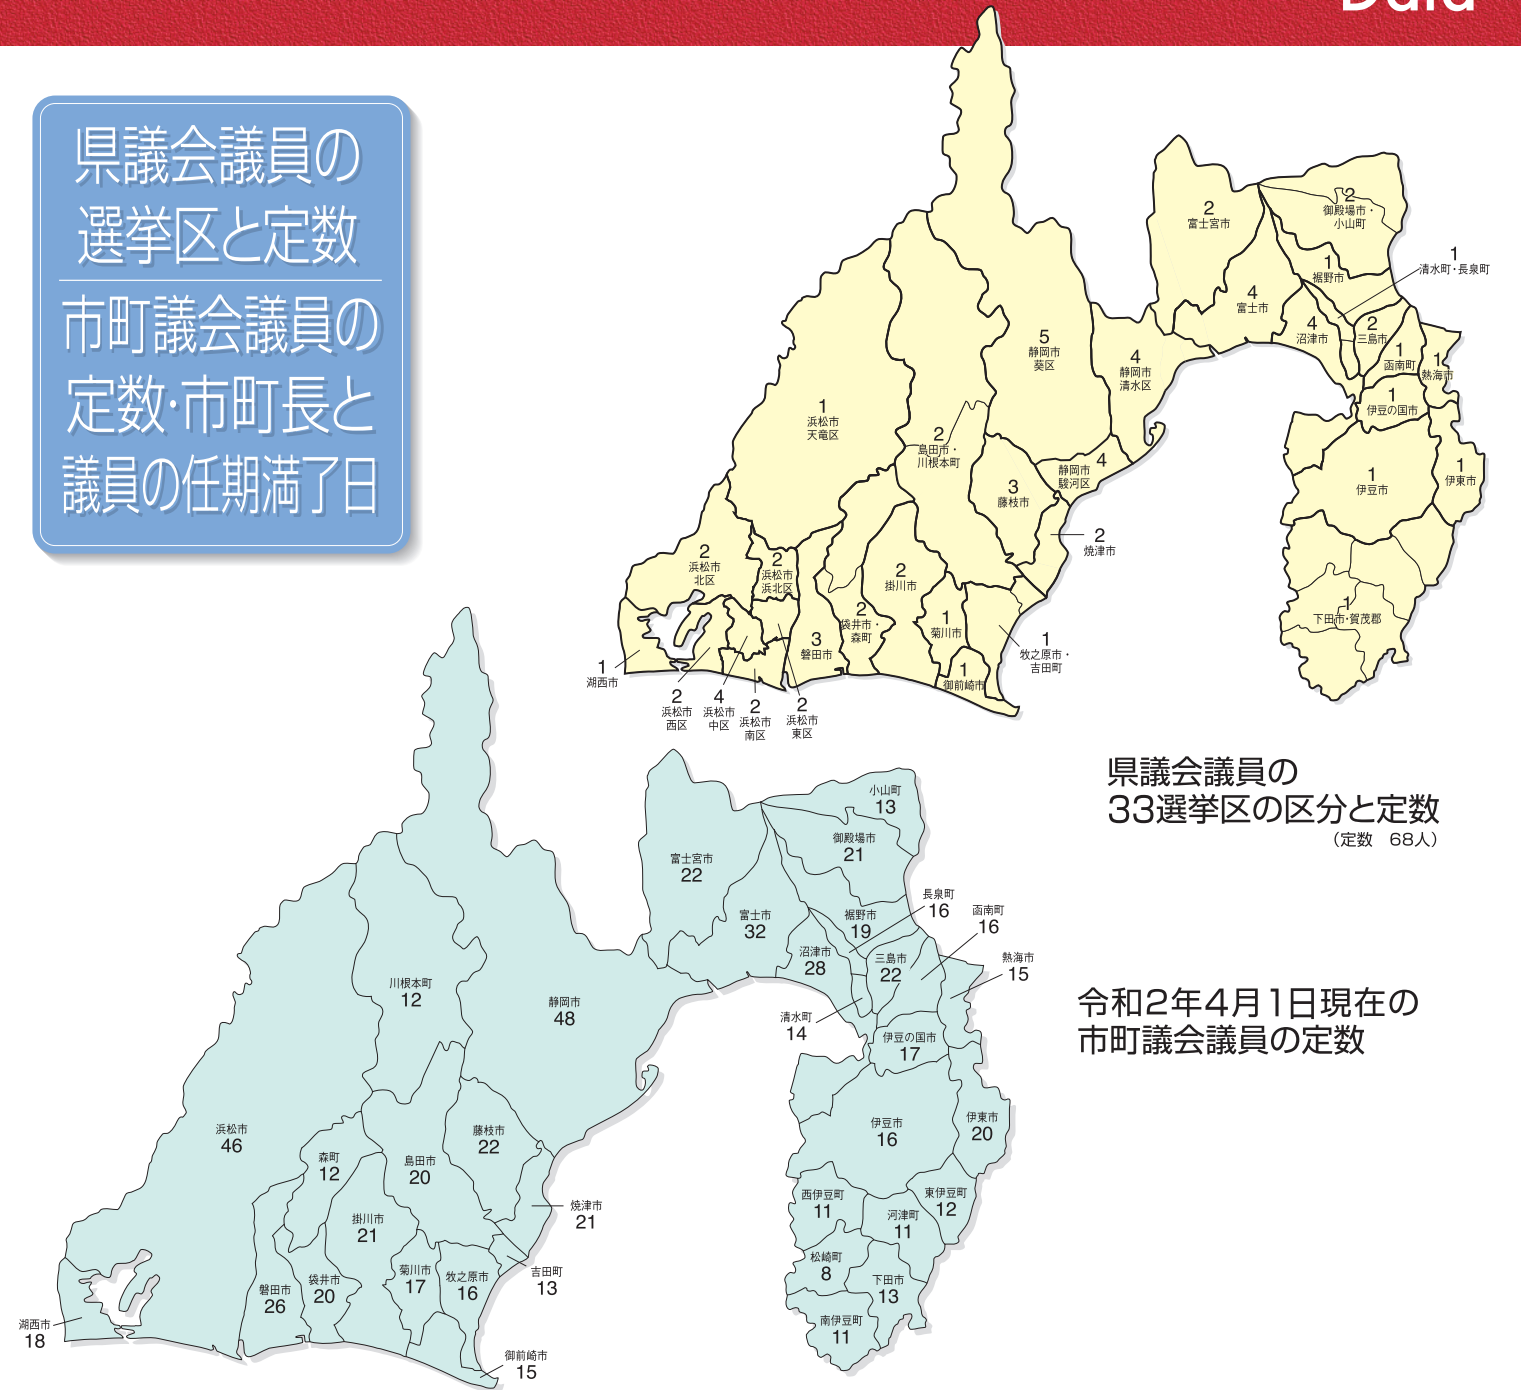 Data
県議会議員の
選挙区と定数
市町議会議員の
定数・市町長と
議員の任期満了日
2
富士宮市
2
御殿場市・
小山町
1
裾野市
1
清水町・長泉町
4
富士市
4
沼津市
2
三島市
1
函南町
1
熱海市
1
伊豆の国市
1
伊豆市
1
伊東市
1
下田市・賀茂郡
5
静岡市
葵区
4
静岡市
清水区
4
静岡市
駿河区
1
浜松市
天竜区
2
島田市・
川根本町
3
藤枝市
2
焼津市
2
浜松市
北区
2
浜松市
浜北区
2
掛川市
2
袋井市・
森町
3
磐田市
1
菊川市
1
牧之原市・
吉田町
1
御前崎市
1
湖西市
2
浜松市
西区
4
浜松市
中区
2
浜松市
南区
2
浜松市
東区
県議会議員の
33選挙区の区分と定数
（定数　68人）
小山町
13
御殿場市
21
富士宮市
22
富士市
32
裾野市
19
長泉町
16
函南町
16
沼津市
28
三島市
22
熱海市
15
清水町
14
伊豆の国市
17
川根本町
12
静岡市
48
浜松市
46
森町
12
島田市
20
藤枝市
22
焼津市
21
掛川市
21
吉田町
13
菊川市
17
牧之原市
16
袋井市
20
磐田市
26
湖西市
18
御前崎市
15
伊豆市
16
伊東市
20
西伊豆町
11
東伊豆町
12
河津町
11
松崎町
8
下田市
13
南伊豆町
11
令和2年4月1日現在の
市町議会議員の定数